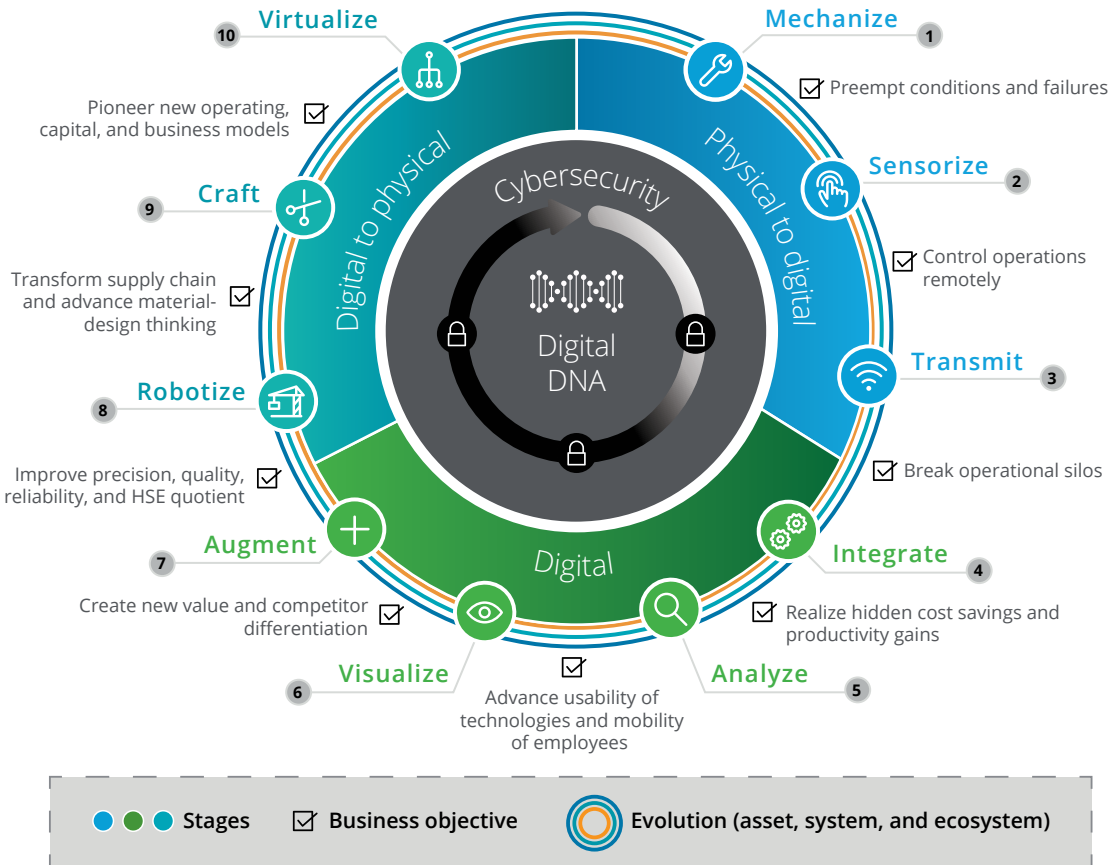 Virtualize
10
Mechanize
1
Pioneer new operating,
capital, and business models
Preempt conditions and failures
Digital to physical
Physical to digital
Cybersecurity
Craft
9
Sensorize
2
Transform supply chain
and advance material-
design thinking
Control operations
remotely
Digital
DNA
Robotize
8
Transmit
3
Improve precision, quality,
reliability, and HSE quotient
Break operational silos
Augment
7
Digital
Integrate
4
Create new value and competitor
differentiation
Realize hidden cost savings and
productivity gains
Visualize
6
Analyze
5
Advance usability of
technologies and mobility
of employees
Stages
Business objective
Evolution (asset, system, and ecosystem)